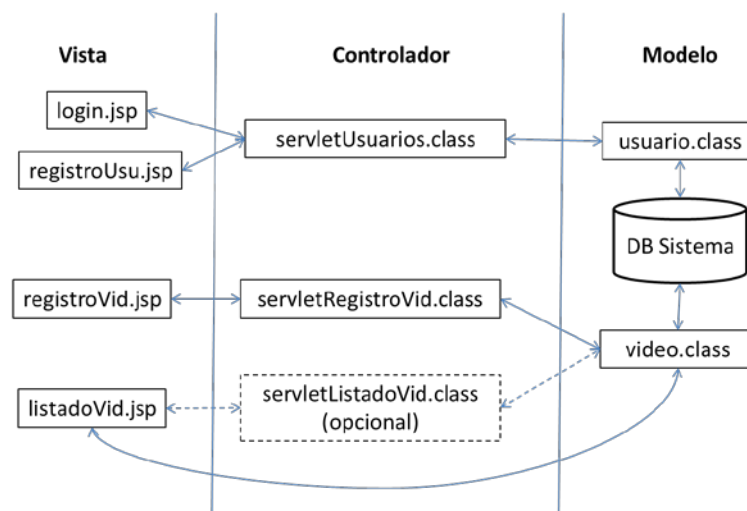 Vista
Controlador
Modelo
login.jsp
servletUsuarios.class
usuario.class
registroUsu.jsp
DB Sistema
registroVid.jsp
servletRegistroVid.class
video.class
listadoVid.jsp
servletListadoVid.class
(opcional)